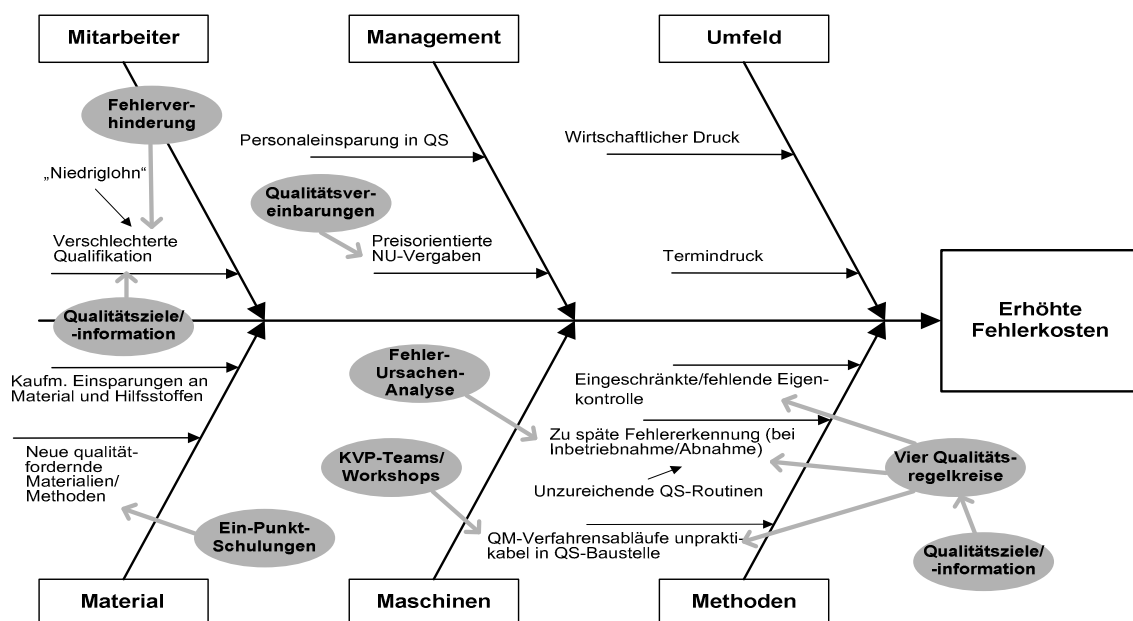 Mitarbeiter
Management
Umfeld
Fehlerver-
hinderung
Personaleinsparung in QS
Wirtschaftlicher Druck
„Niedriglohn“
Qualitätsver-
einbarungen
Verschlechterte
Qualifikation
Preisorientierte
NU-Vergaben
Termindruck
Qualitätsziele/
-information
Erhöhte
Fehlerkosten
Kaufm. Einsparungen an
Material und Hilfsstoffen
Fehler-
Ursachen-
Analyse
Eingeschränkte/fehlende Eigen-
kontrolle
Neue qualität-
fordernde
Materialien/
Methoden
KVP-Teams/
Workshops
Zu späte Fehlererkennung (bei
Inbetriebnahme/Abnahme)
Unzureichende QS-Routinen
Vier Qualitäts-
regelkreise
Ein-Punkt-
Schulungen
QM-Verfahrensabläufe unprakti-
kabel in QS-Baustelle
Qualitätsziele/
-information
Material
Maschinen
Methoden